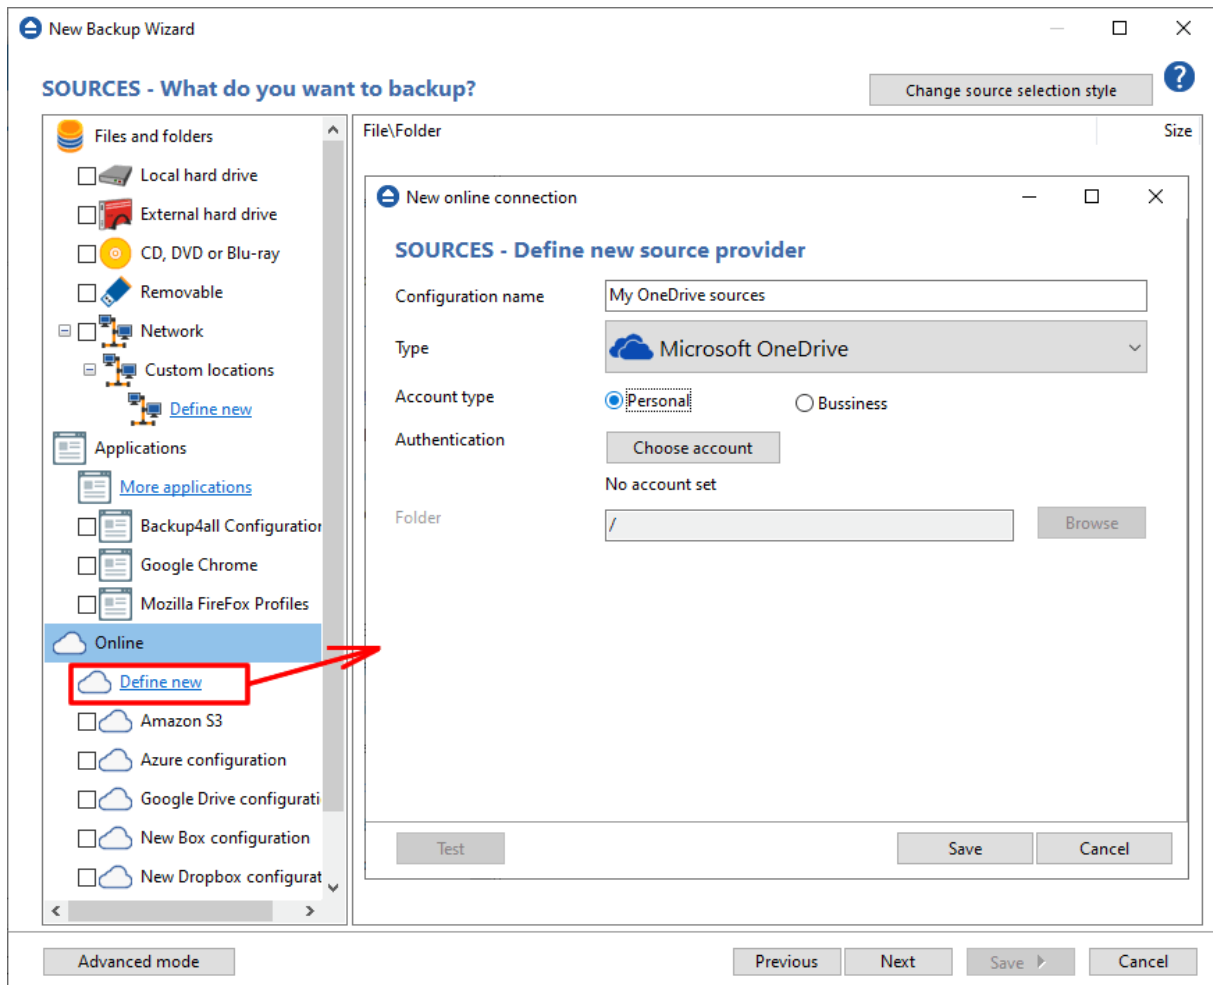 New Backup Wizard
SOURCES - What do you want to backup?
Change source selection style
?
Files and folders
Local hard drive
External hard drive
CD, DVD or Blu-ray
Removable
Network
Custom locations
Define new
Applications
More applications
Backup4all Configuration
Google Chrome
Mozilla FireFox Profiles
Online
Define new
Amazon S3
Azure configuration
Google Drive configurati
New Box configuration
New Dropbox configurat
File\Folder
Size
New online connection
SOURCES - Define new source provider
Configuration name
My OneDrive sources
Type
Microsoft OneDrive
Account type
Personal
Bussiness
Authentication
Choose account
No account set
Folder
/
Browse
Test
Save
Cancel
Advanced mode
Previous
Next
Save
Cancel